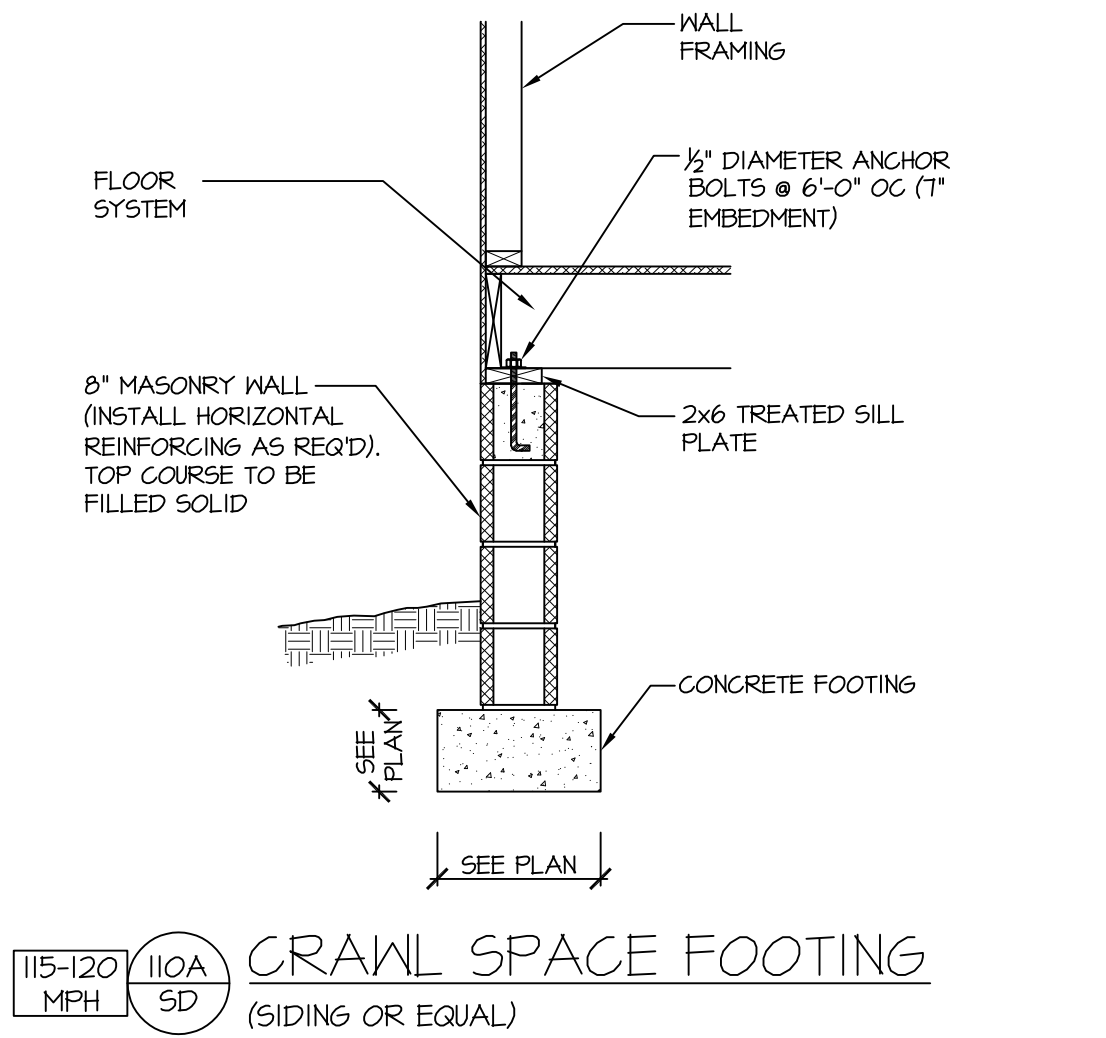 WALL
FRAMING
½" DIAMETER ANCHOR
BOLTS @ 6'-0" OC (7"
EMBEDMENT)
FLOOR
SYSTEM
8" MASONRY WALL
(INSTALL HORIZONTAL
REINFORCING AS REQ'D).
TOP COURSE TO BE
FILLED SOLID
2x6 TREATED SILL
PLATE
CONCRETE FOOTING
SEE
PLAN
SEE PLAN
115-120
MPH
110A
SD
CRAWL SPACE FOOTING
(SIDING OR EQUAL)